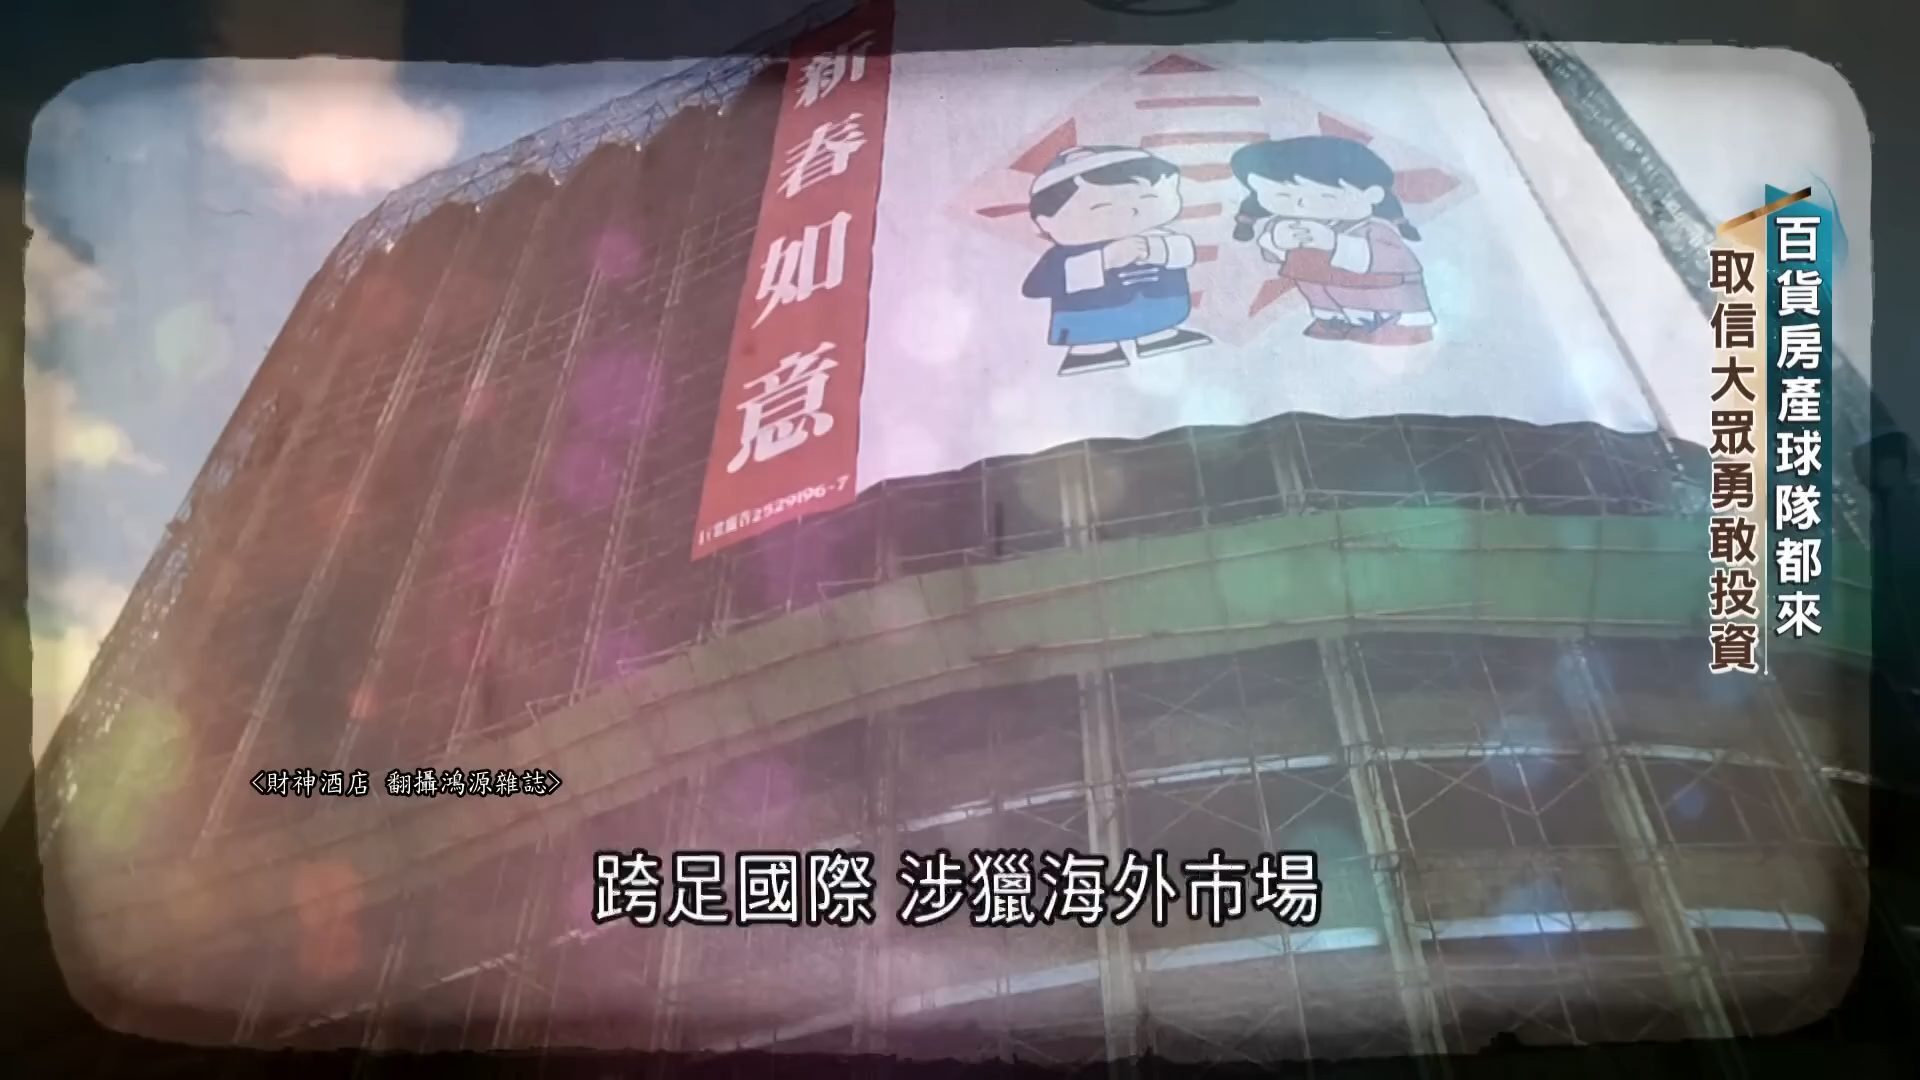 新春如意
2529196-7
百貨房產球隊都來
取信大眾勇敢投資
<財神酒店 翻攝鴻源雜誌>
跨足國際 涉獵海外市場